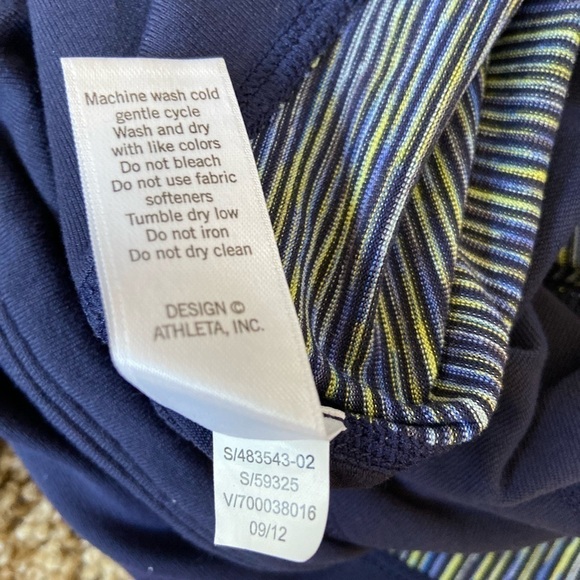 Machine wash cold
gentle cycle
Wash and dry
with like colors
Do not bleach
Do not use fabric
softeners
Tumble dry low
Do not iron
Do not dry clean
DESIGN ©
ATHLETA, INC.
S/483543-02
S/59325
V/700038016
09/12